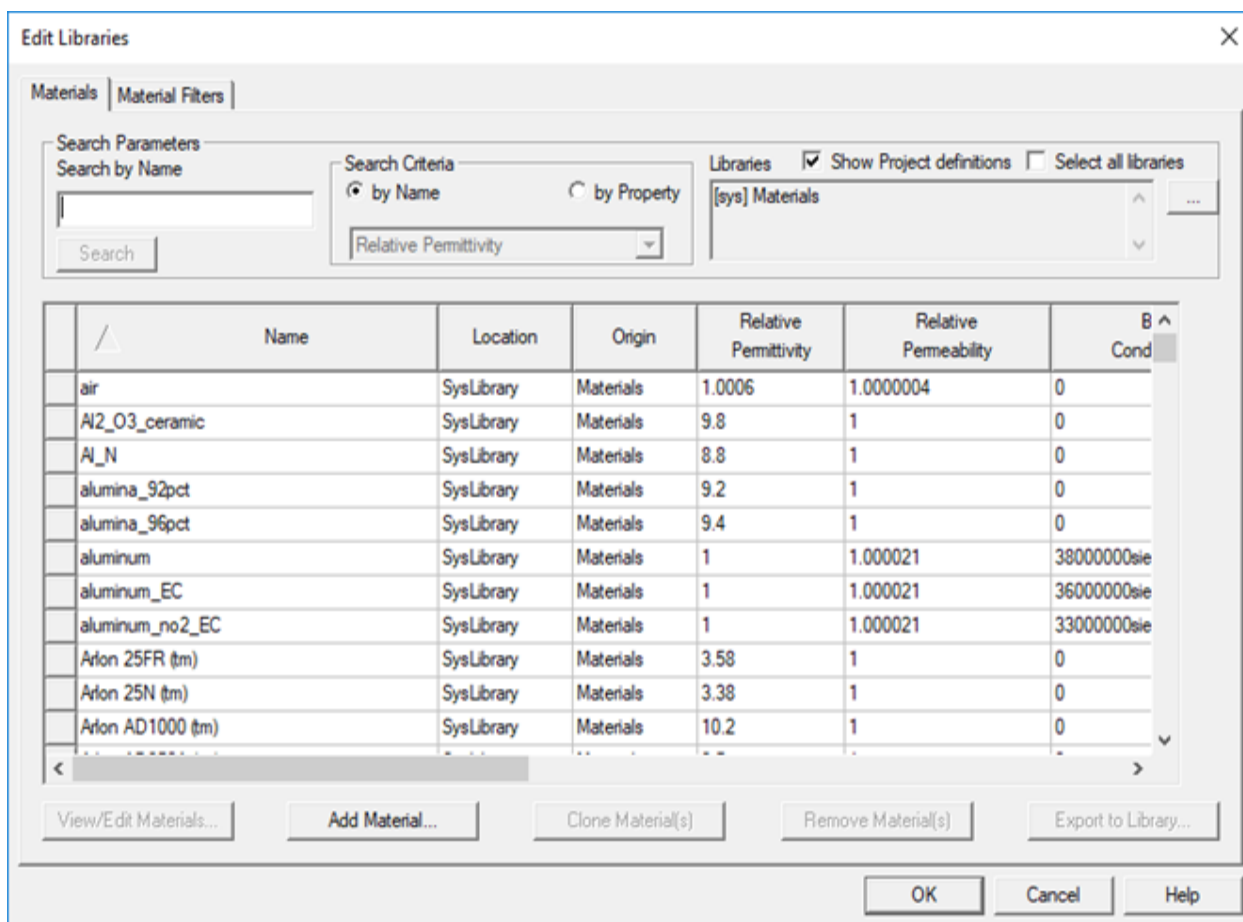 Edit Libraries
Materials Material Filters
Search Parameters
Search by Name
Search
Search Criteria
by Name by Property
Relative Permittivity
Libraries Show Project definitions Select all libraries
[sys] Materials
...
Name Location Origin Relative Permittivity Relative Permeability B Cond
air SysLibrary Materials 1.0006 1.0000004 0
Al2_O3_ceramic SysLibrary Materials 9.8 1 0
Al_N SysLibrary Materials 8.8 1 0
alumina_92pct SysLibrary Materials 9.2 1 0
alumina_96pct SysLibrary Materials 9.4 1 0
aluminum SysLibrary Materials 1 1.000021 38000000sie
aluminum_EC SysLibrary Materials 1 1.000021 36000000sie
aluminum_no2_EC SysLibrary Materials 1 1.000021 33000000sie
Arlon 25FR (tm) SysLibrary Materials 3.58 1 0
Arlon 25N (tm) SysLibrary Materials 3.38 1 0
Arlon AD1000 (tm) SysLibrary Materials 10.2 1 0
View/Edit Materials... Add Material... Clone Material(s) Remove Material(s) Export to Library...
OK Cancel Help